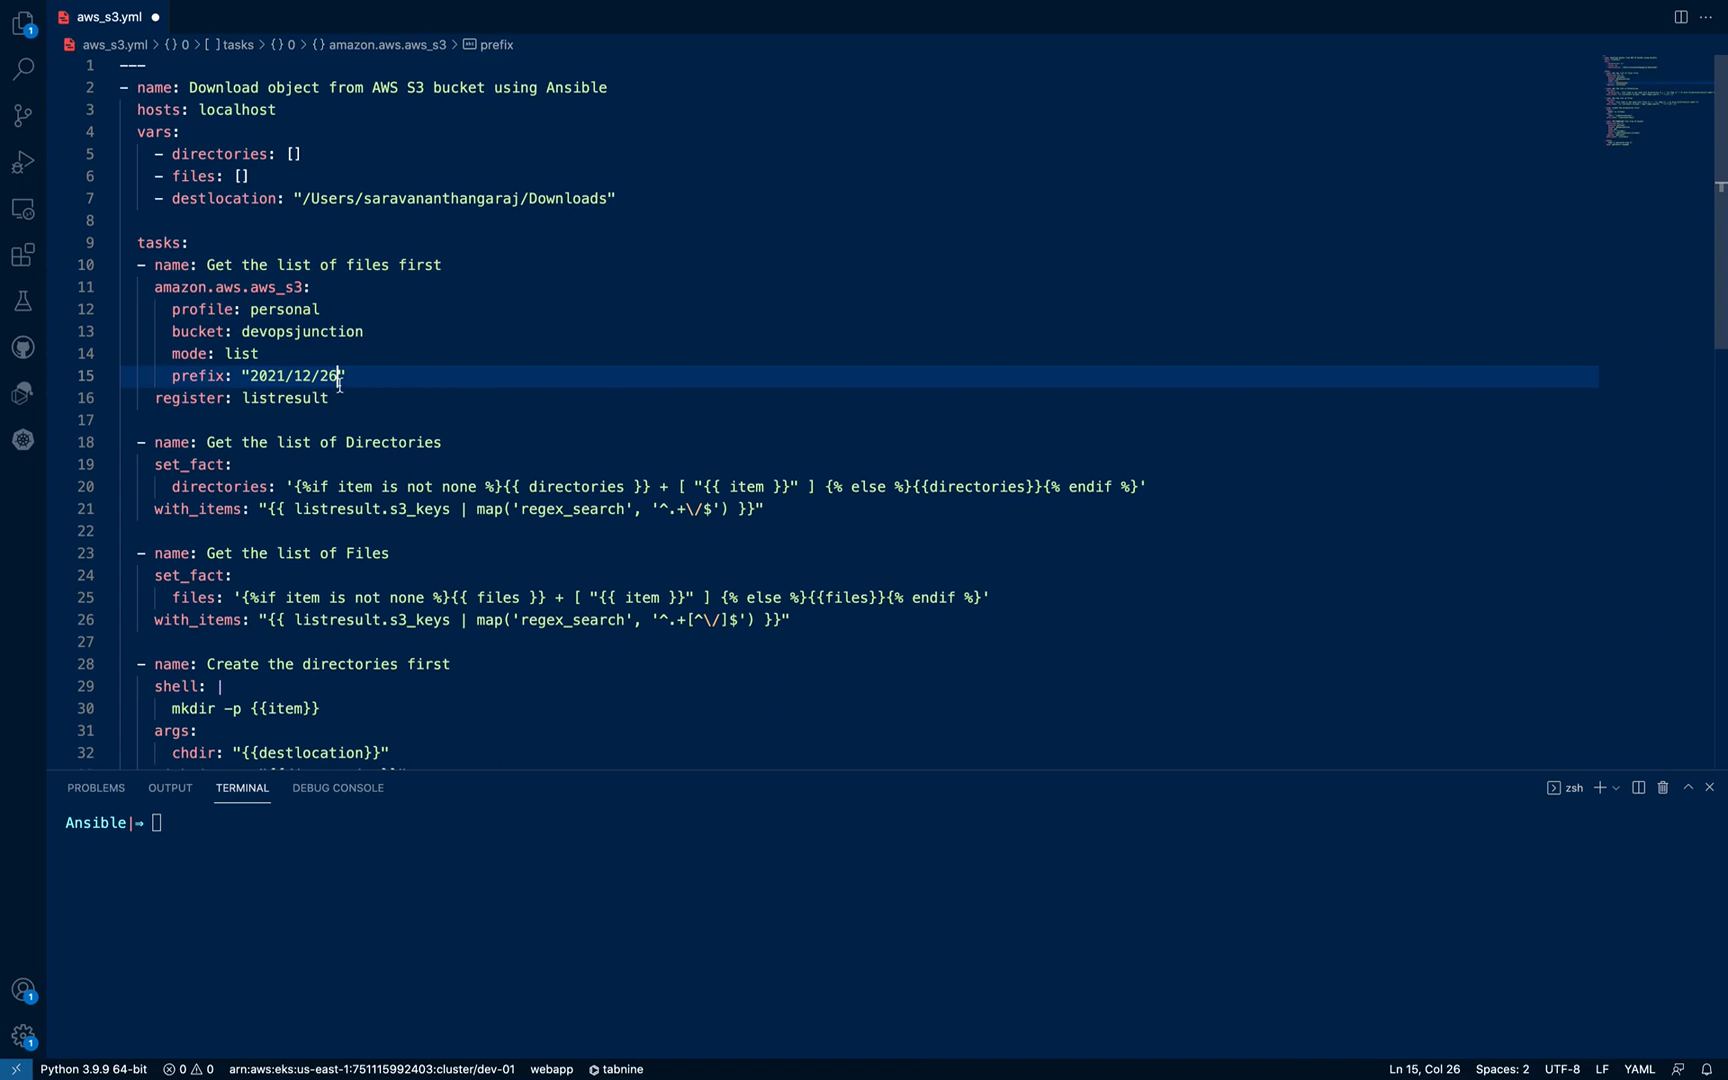 aws_s3.yml
aws_s3.yml > {} 0 > [ ] tasks > {} 0 > {} amazon.aws.aws_s3 > prefix
1 ---
2 - name: Download object from AWS S3 bucket using Ansible
3 hosts: localhost
4 vars:
5 - directories: []
6 - files: []
7 - destlocation: "/Users/saravananthangaraj/Downloads"
8
9 tasks:
10 - name: Get the list of files first
11 amazon.aws.aws_s3:
12 profile: personal
13 bucket: devopsjunction
14 mode: list
15 prefix: "2021/12/26"
16 register: listresult
17
18 - name: Get the list of Directories
19 set_fact:
20 directories: '{%if item is not none %}{{ directories }} + [ "{{ item }}" ] {% else %}{{directories}}{% endif %}'
21 with_items: "{{ listresult.s3_keys | map('regex_search', '^.+\/$') }}"
22
23 - name: Get the list of Files
24 set_fact:
25 files: '{%if item is not none %}{{ files }} + [ "{{ item }}" ] {% else %}{{files}}{% endif %}'
26 with_items: "{{ listresult.s3_keys | map('regex_search', '^.+[^\/]$') }}"
27
28 - name: Create the directories first
29 shell: |
30 mkdir -p {{item}}
31 args:
32 chdir: "{{destlocation}}"
PROBLEMS OUTPUT TERMINAL DEBUG CONSOLE zsh
Ansible|⇒
1
1
1
Python 3.9.9 64-bit 0 0 arn:aws:eks:us-east-1:751115992403:cluster/dev-01 webapp tabnine Ln 15, Col 26 Spaces: 2 UTF-8 LF YAML